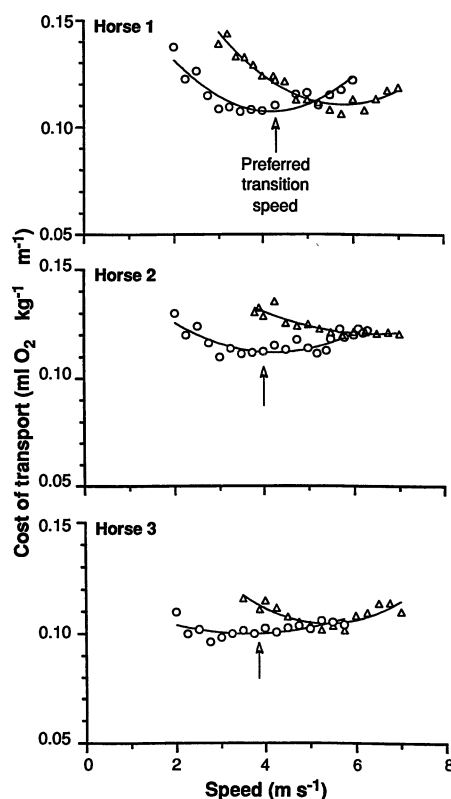 Horse 1
0.15
0.10
0.05
Preferred
transition
speed
Horse 2
0.15
0.10
0.05
Horse 3
0.15
0.10
0.05
0 2 4 6 8
Speed (m s⁻¹)
Cost of transport (ml O₂ kg⁻¹ m⁻¹)